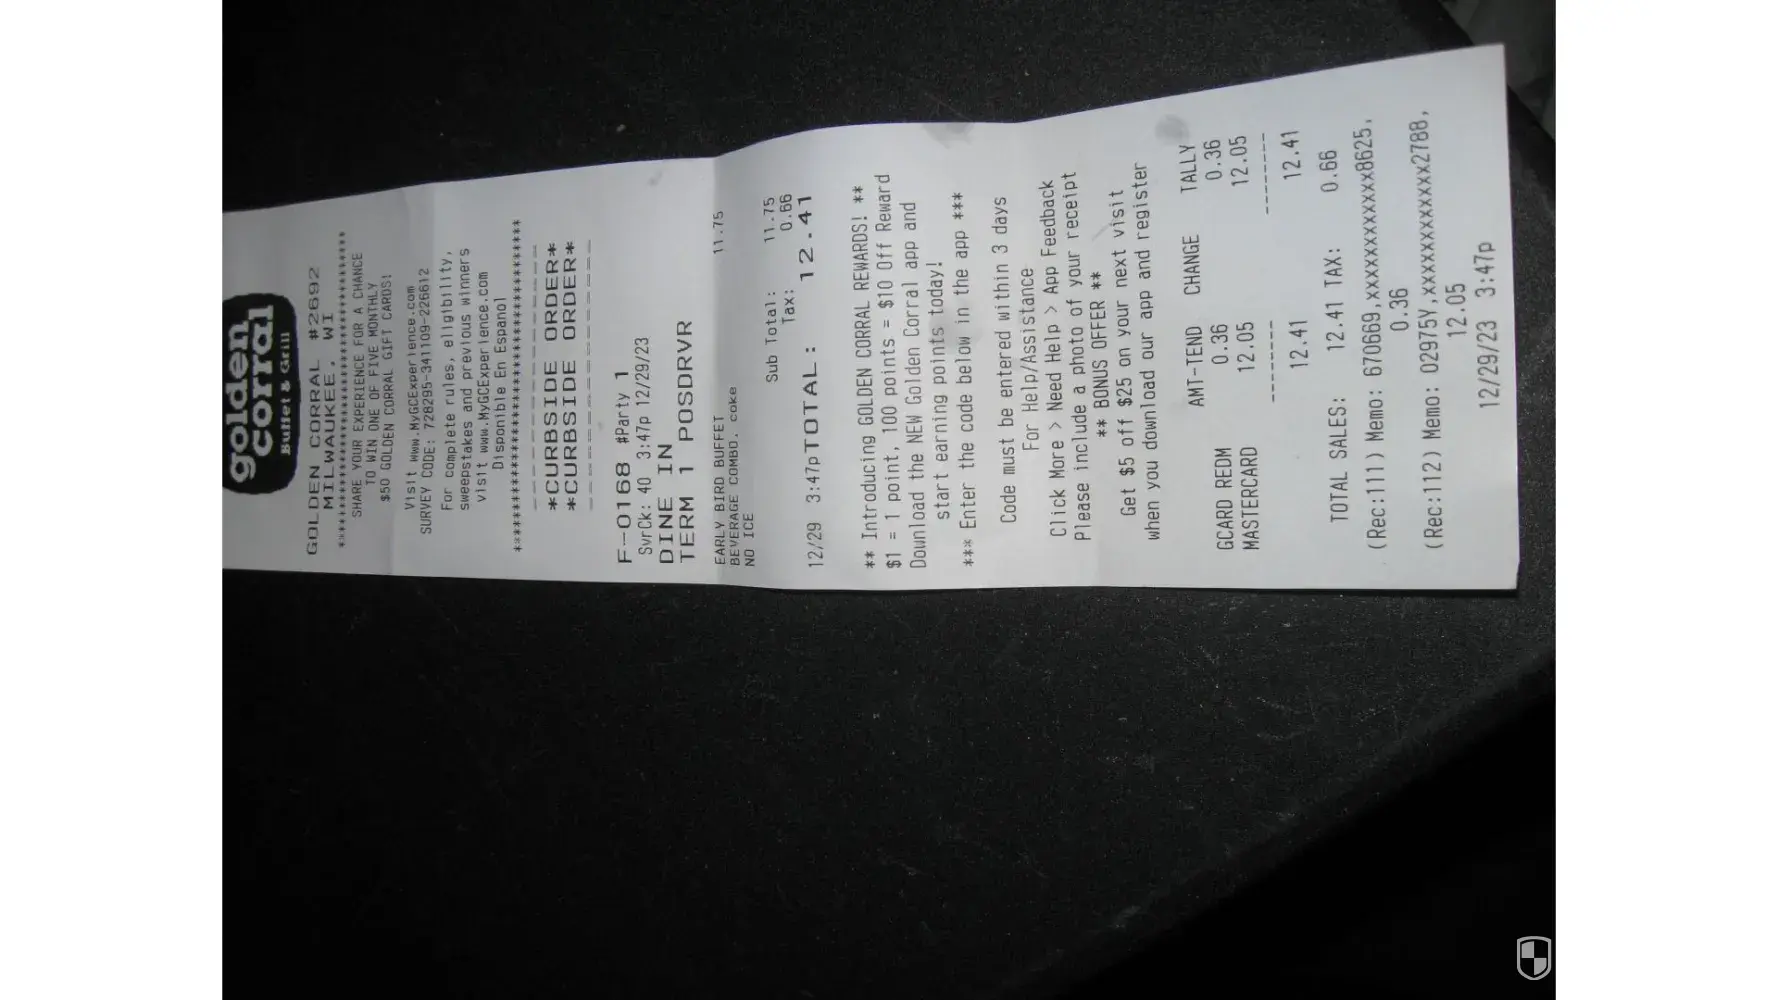 golden
corral
Buffet & Grill
GOLDEN CORRAL #2692
MILWAUKEE, WI
****************************************
SHARE YOUR EXPERIENCE FOR A CHANCE
TO WIN ONE OF FIVE MONTHLY
$50 GOLDEN CORRAL GIFT CARDS!
Visit www.MyGCExperience.com
SURVEY CODE: 728295-341109-226612
For complete rules, eligibility,
sweepstakes and previous winners
visit www.MyGCExperience.com
Disponible En Espanol
****************************************
--------------------
*CURBSIDE ORDER*
*CURBSIDE ORDER*
--------------------
F-0168 #Party 1
SvrCk: 40 3:47p 12/29/23
DINE IN
TERM 1 POSDRVR
EARLY BIRD BUFFET 11.75
BEVERAGE COMBO, coke
NO ICE
Sub Total: 11.75
Tax: 0.66
12/29 3:47p TOTAL: 12.41
** Introducing GOLDEN CORRAL REWARDS! **
$1 = 1 point, 100 points = $10 Off Reward
Download the NEW Golden Corral app and
start earning points today!
*** Enter the code below in the app ***
Code must be entered within 3 days
For Help/Assistance
Click More > Need Help > App Feedback
Please include a photo of your receipt
** BONUS OFFER **
Get $5 off $25 on your next visit
when you download our app and register
AMT-TEND CHANGE TALLY
GCARD REDM 0.36 0.36
MASTERCARD 12.05 12.05
------- -------
12.41 12.41
TOTAL SALES: 12.41 TAX: 0.66
(Rec:111) Memo: 670669,xxxxxxxxxxxxxxx8625,
0.36
(Rec:112) Memo: 02975Y,xxxxxxxxxxxx2788,
12.05
12/29/23 3:47p